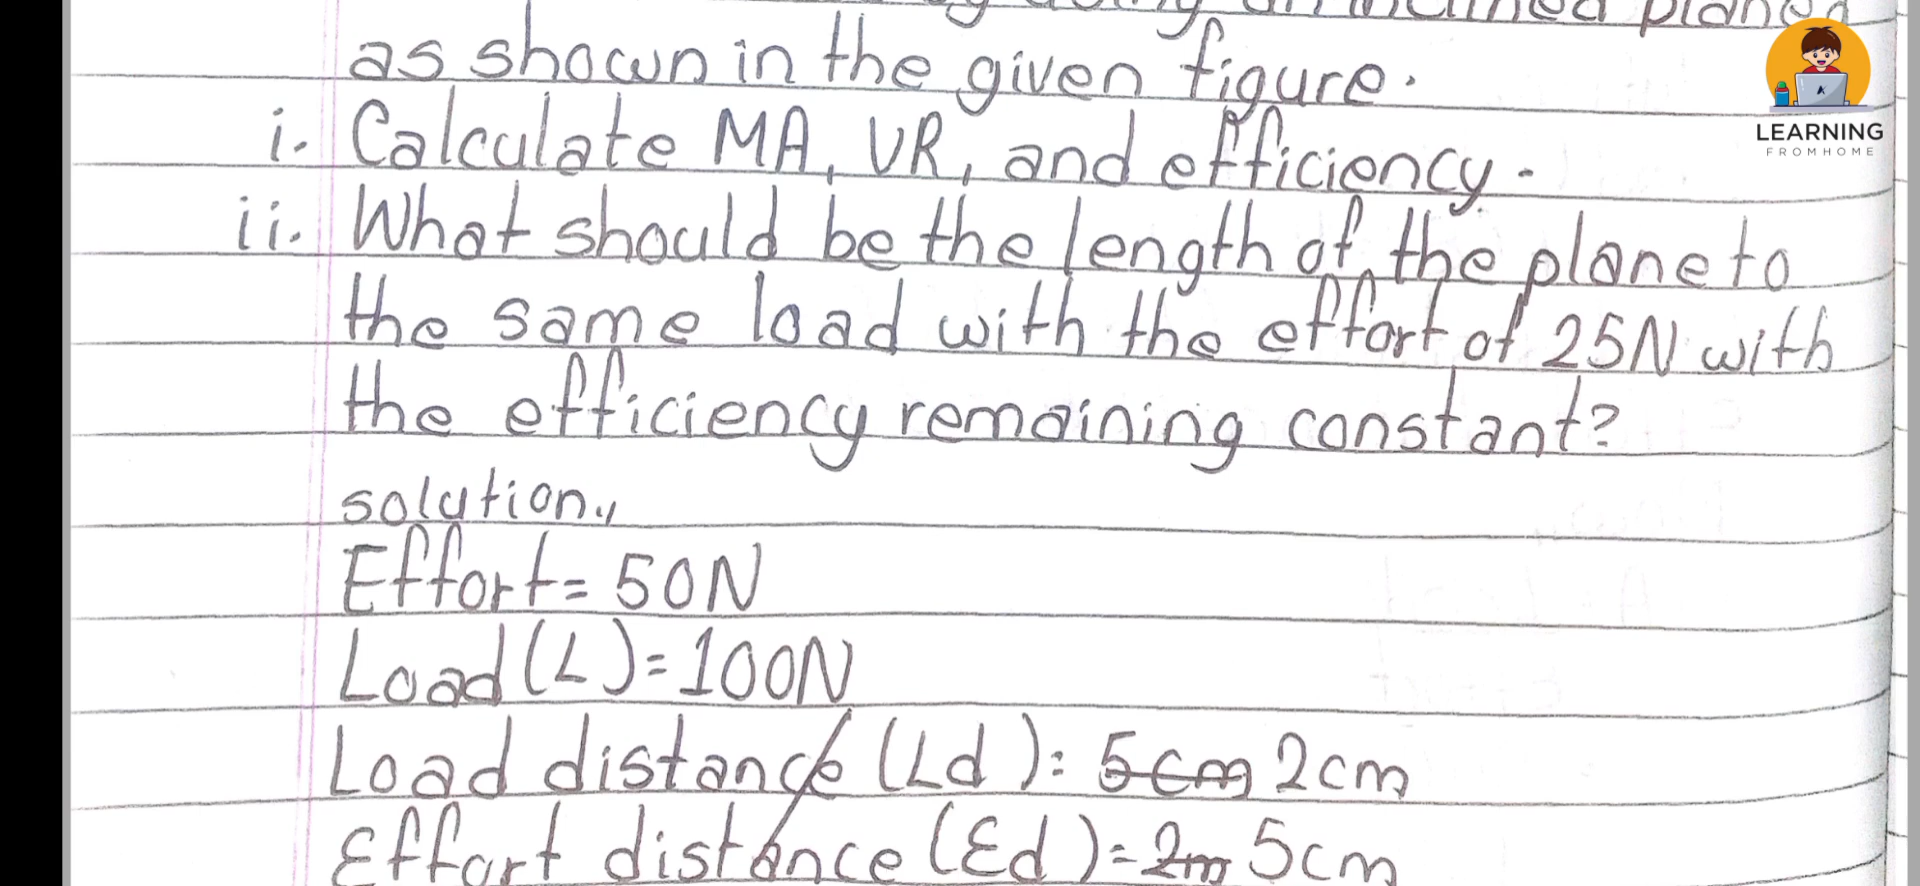 as shown in the given figure.
i. Calculate MA, VR, and efficiency.
ii. What should be the length of the plane to
the same load with the effort of 25N with
the efficiency remaining constant?
solution,,
Effort= 50N
Load (L)= 100N
Load distance (Ld): 5cm 2cm
Effort distance (Ed)= 2m 5cm
LEARNING
FROMHOME